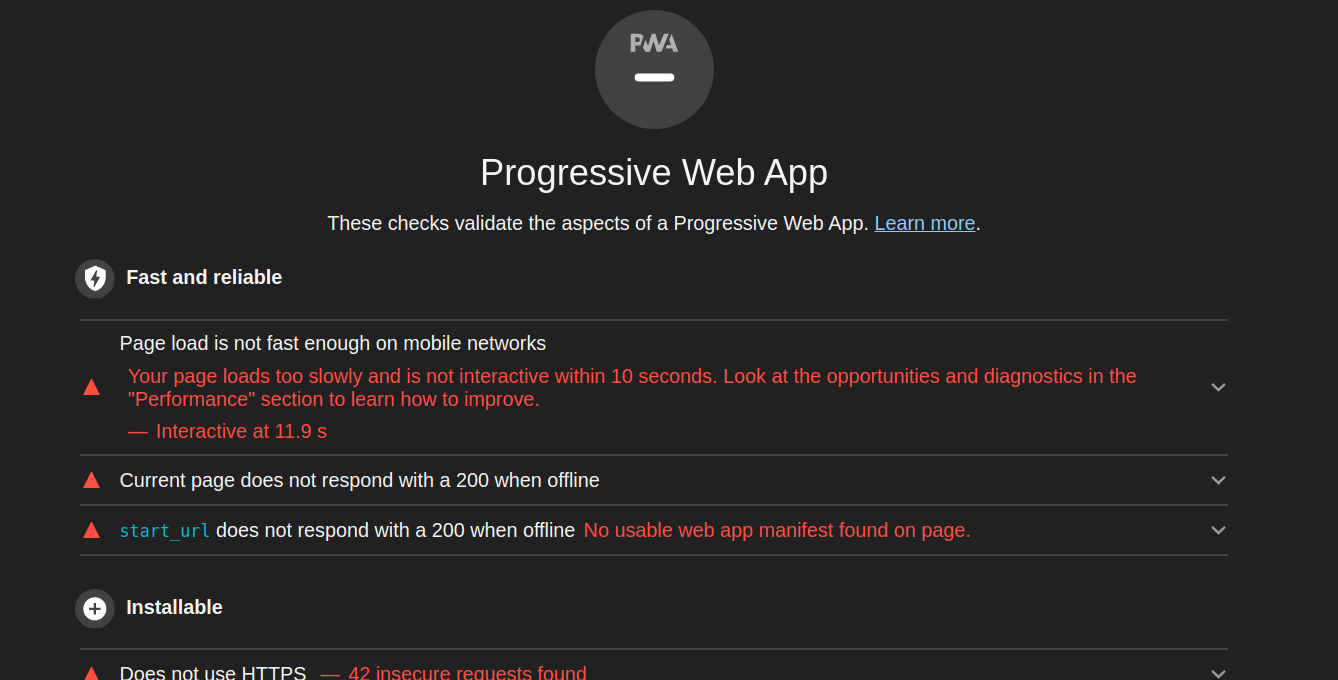 PWA
Progressive Web App
These checks validate the aspects of a Progressive Web App. Learn more.
Fast and reliable
Page load is not fast enough on mobile networks
Your page loads too slowly and is not interactive within 10 seconds. Look at the opportunities and diagnostics in the
"Performance" section to learn how to improve.
— Interactive at 11.9 s
Current page does not respond with a 200 when offline
start_url does not respond with a 200 when offline No usable web app manifest found on page.
Installable
Does not use HTTPS — 42 insecure requests found